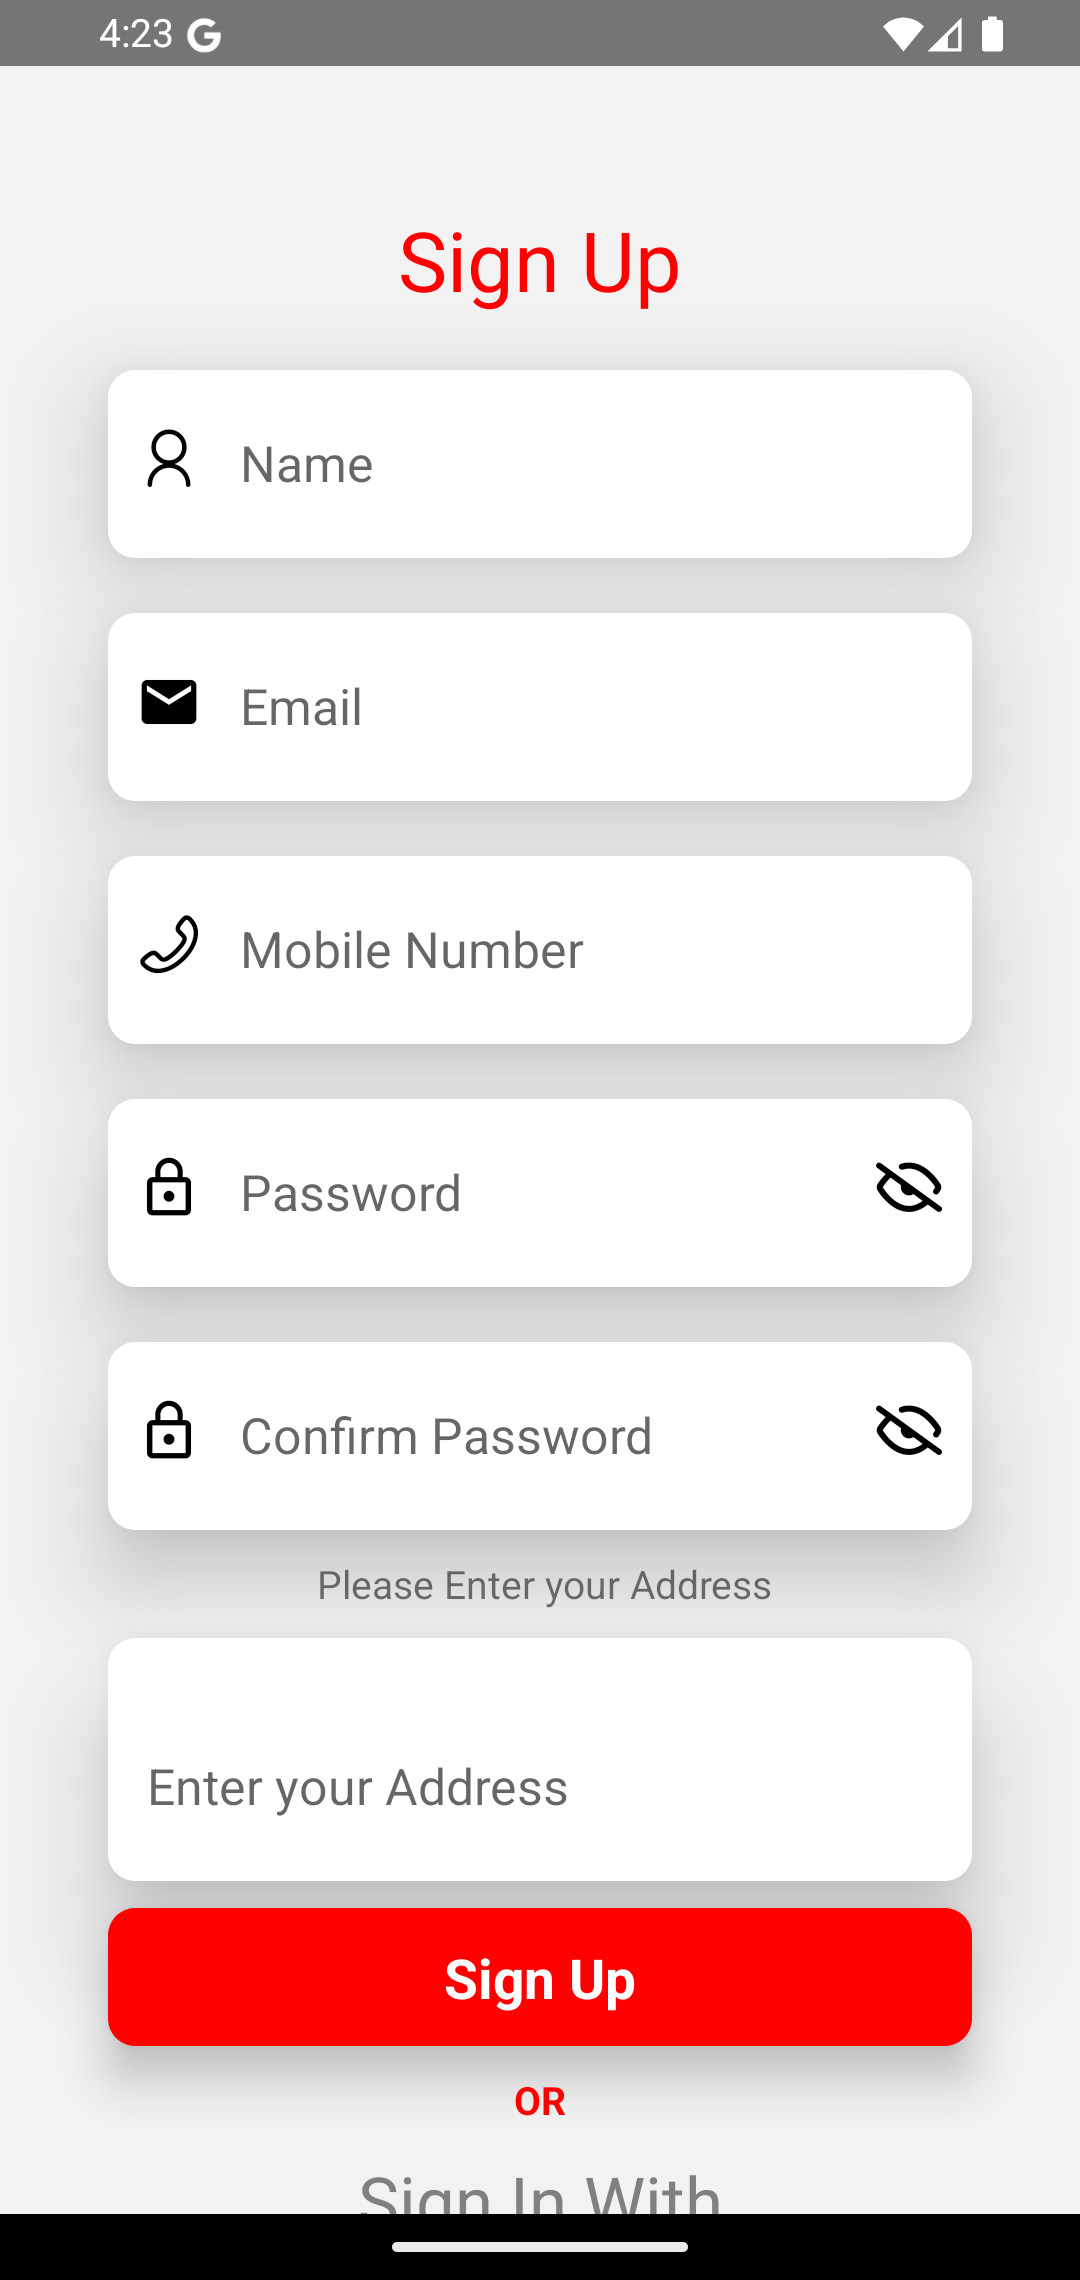 4:23
Sign Up
Name
Email
Mobile Number
Password
Confirm Password
Please Enter your Address
Enter your Address
Sign Up
OR
Sign In With